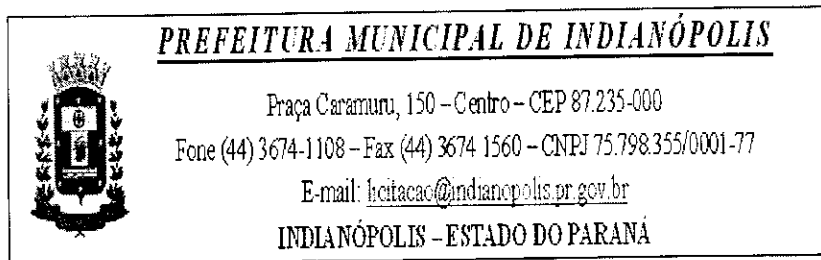 PREFEITURA MUNICIPAL DE INDIANÓPOLIS
Praça Caramuru, 150 – Centro – CEP 87.235-000
Fone (44) 3674-1108 – Fax (44) 3674 1560 – CNPJ 75.798.355/0001-77
E-mail: licitacao@indianopolis.pr.gov.br
INDIANÓPOLIS – ESTADO DO PARANÁ